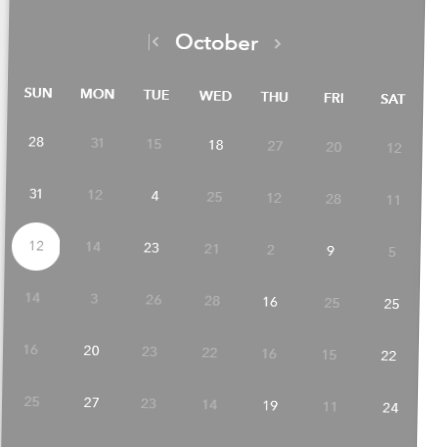 |< October >
SUN MON TUE WED THU FRI SAT
28 31 15 18 27 20 12
31 12 4 25 12 28 11
12 14 23 21 2 9 5
14 3 26 28 16 25 25
16 20 23 22 16 15 22
25 27 23 14 19 11 24